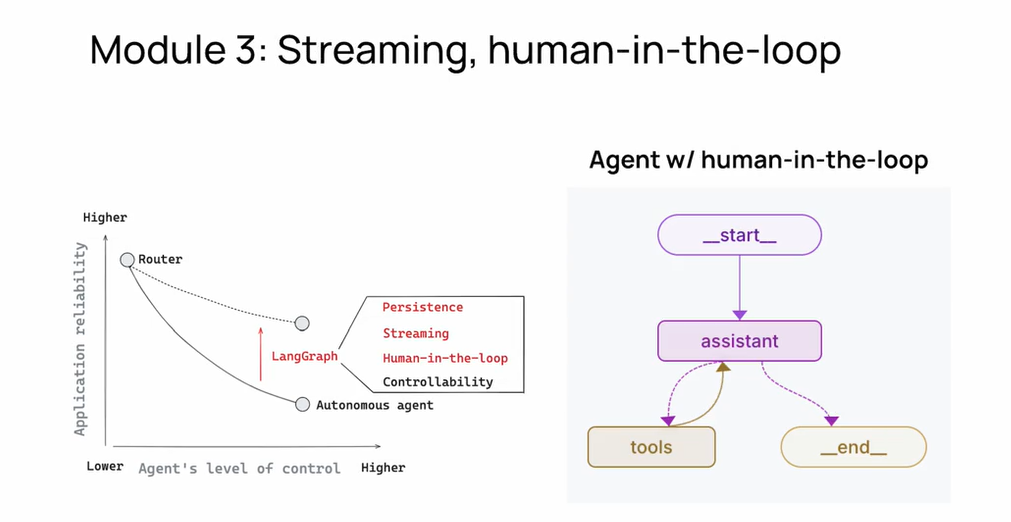 Module 3: Streaming, human-in-the-loop
Agent w/ human-in-the-loop
Higher
Application reliability
Router
LangGraph
Persistence
Streaming
Human-in-the-loop
Controllability
Autonomous agent
Lower
Agent's level of control
Higher
__start__
assistant
tools
__end__